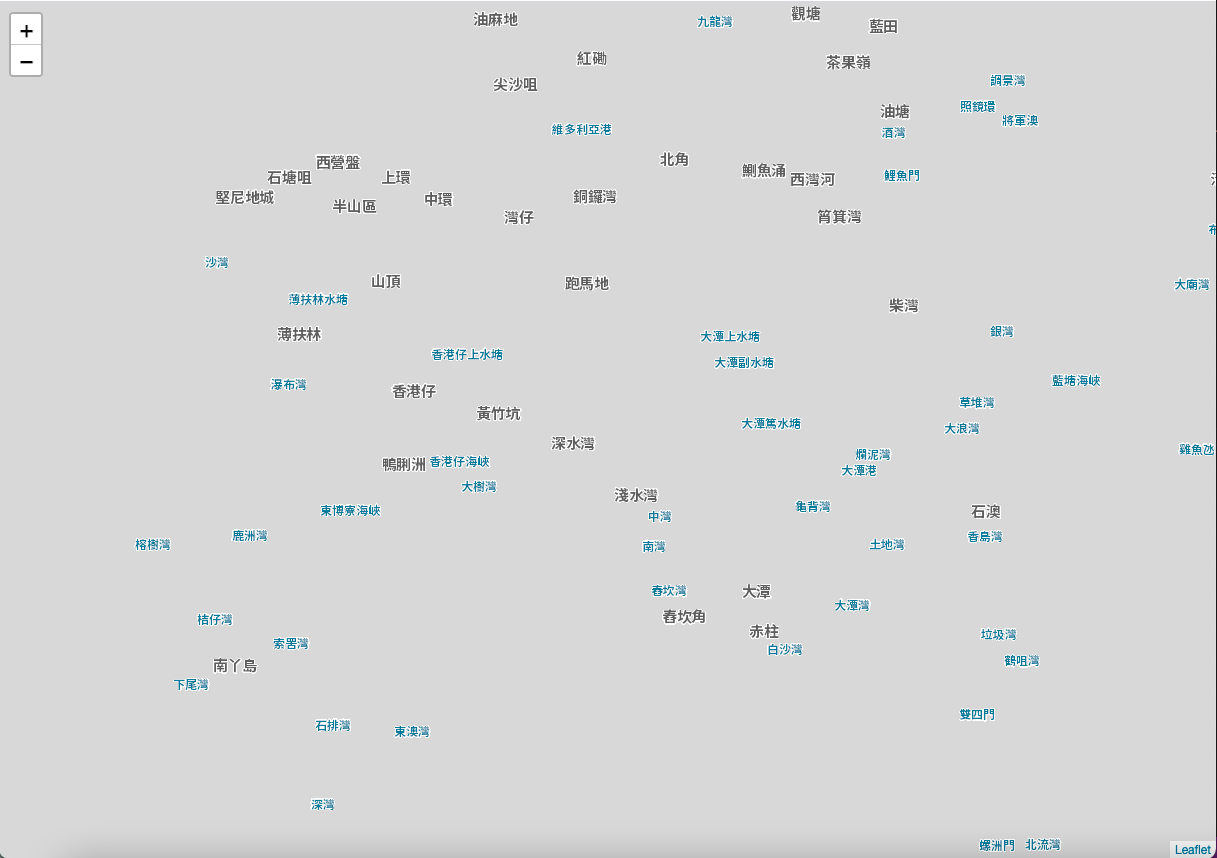 +
−
油麻地
九龍灣
觀塘
藍田
紅磡
茶果嶺
尖沙咀
調景灣
照鏡環
將軍澳
油塘
維多利亞港
酒灣
北角
西營盤
鰂魚涌
鯉魚門
石塘咀
上環
西灣河
堅尼地城
銅鑼灣
中環
半山區
灣仔
筲箕灣
沙灣
山頂
跑馬地
大廟灣
薄扶林水塘
柴灣
銀灣
薄扶林
大潭上水塘
香港仔上水塘
大潭副水塘
藍塘海峽
瀑布灣
香港仔
草堆灣
黃竹坑
大潭篤水塘
大浪灣
深水灣
雞魚氹
爛泥灣
鴨脷洲
香港仔海峽
大潭港
大樹灣
淺水灣
龜背灣
東博寮海峽
石澳
中灣
鹿洲灣
香島灣
榕樹灣
南灣
土地灣
舂坎灣
大潭
大潭灣
舂坎角
桔仔灣
赤柱
垃圾灣
索罟灣
白沙灣
鶴咀灣
南丫島
下尾灣
雙四門
石排灣
東澳灣
深灣
螺洲門
北流灣
Leaflet